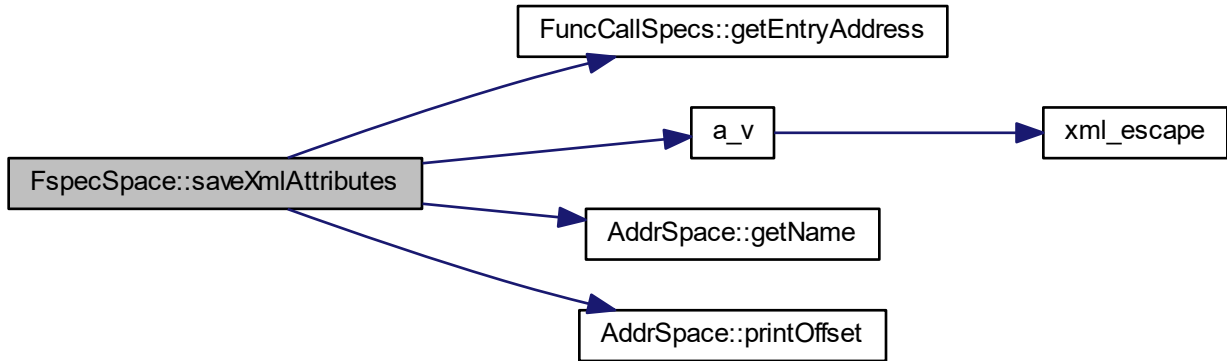 FuncCallSpecs::getEntryAddress
a_v
xml_escape
FspecSpace::saveXmlAttributes
AddrSpace::getName
AddrSpace::printOffset